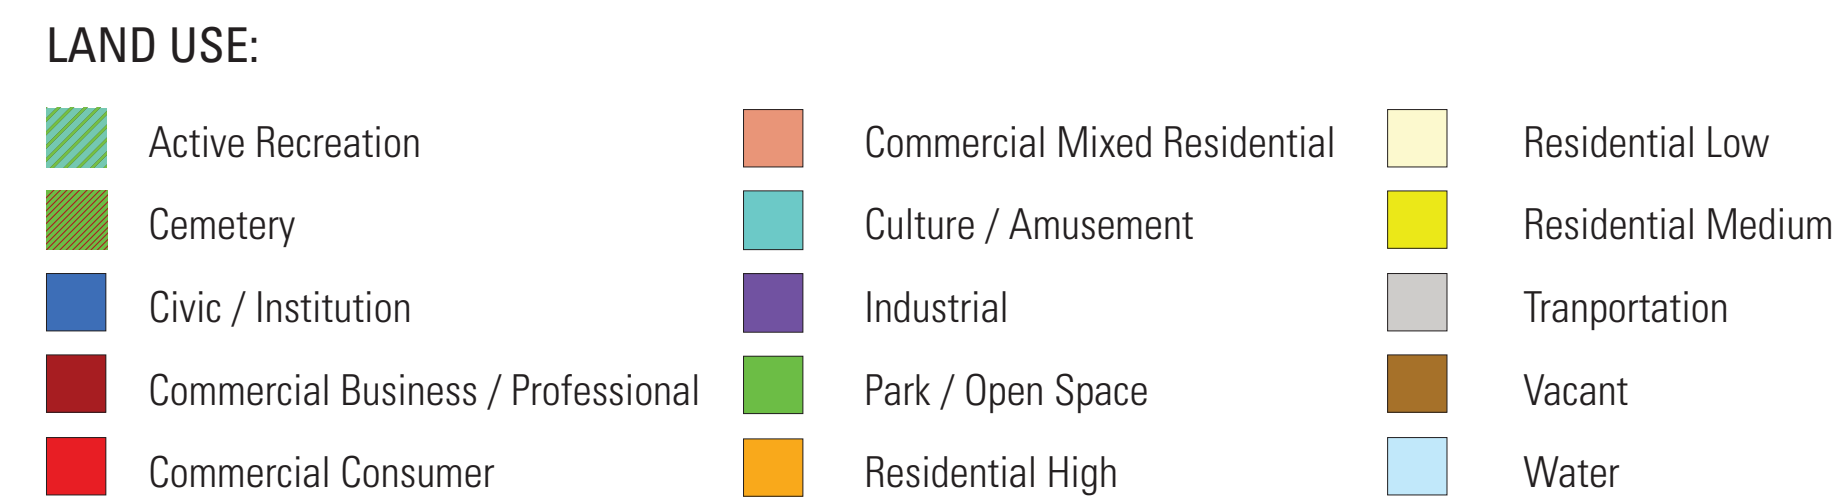 LAND USE:
Active Recreation
Cemetery
Civic / Institution
Commercial Business / Professional
Commercial Consumer
Commercial Mixed Residential
Culture / Amusement
Industrial
Park / Open Space
Residential High
Residential Low
Residential Medium
Tranportation
Vacant
Water